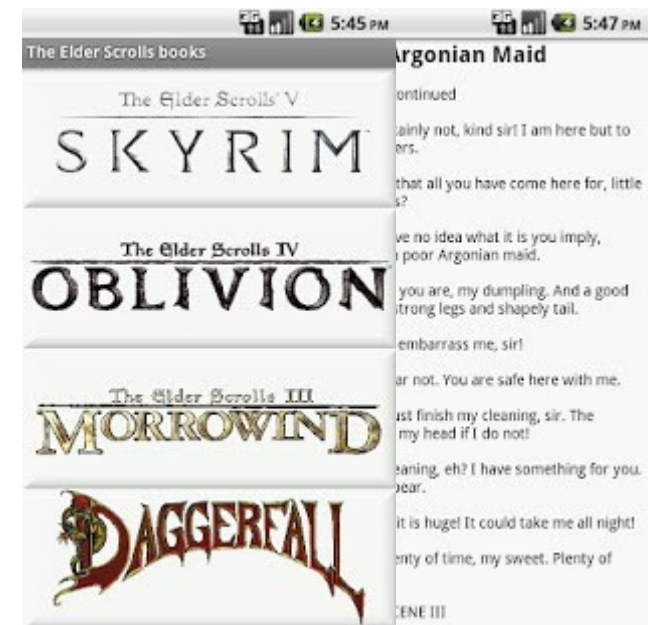 5:45 PM
The Elder Scrolls books
The Elder Scrolls V
SKYRIM
The Elder Scrolls IV
OBLIVION
The Elder Scrolls III
MORROWIND
DAGGERFALL
5:47 PM
Argonian Maid
ontinued
ainly not, kind sir! I am here but to
ers.
that all you have come here for, little
s?
ve no idea what it is you imply,
poor Argonian maid.
you are, my dumpling. And a good
strong legs and shapely tail.
embarrass me, sir!
ar not. You are safe here with me.
ust finish my cleaning, sir. The
my head if I do not!
eaning, eh? I have something for you.
pear.
it is huge! It could take me all night!
enty of time, my sweet. Plenty of
CENE III